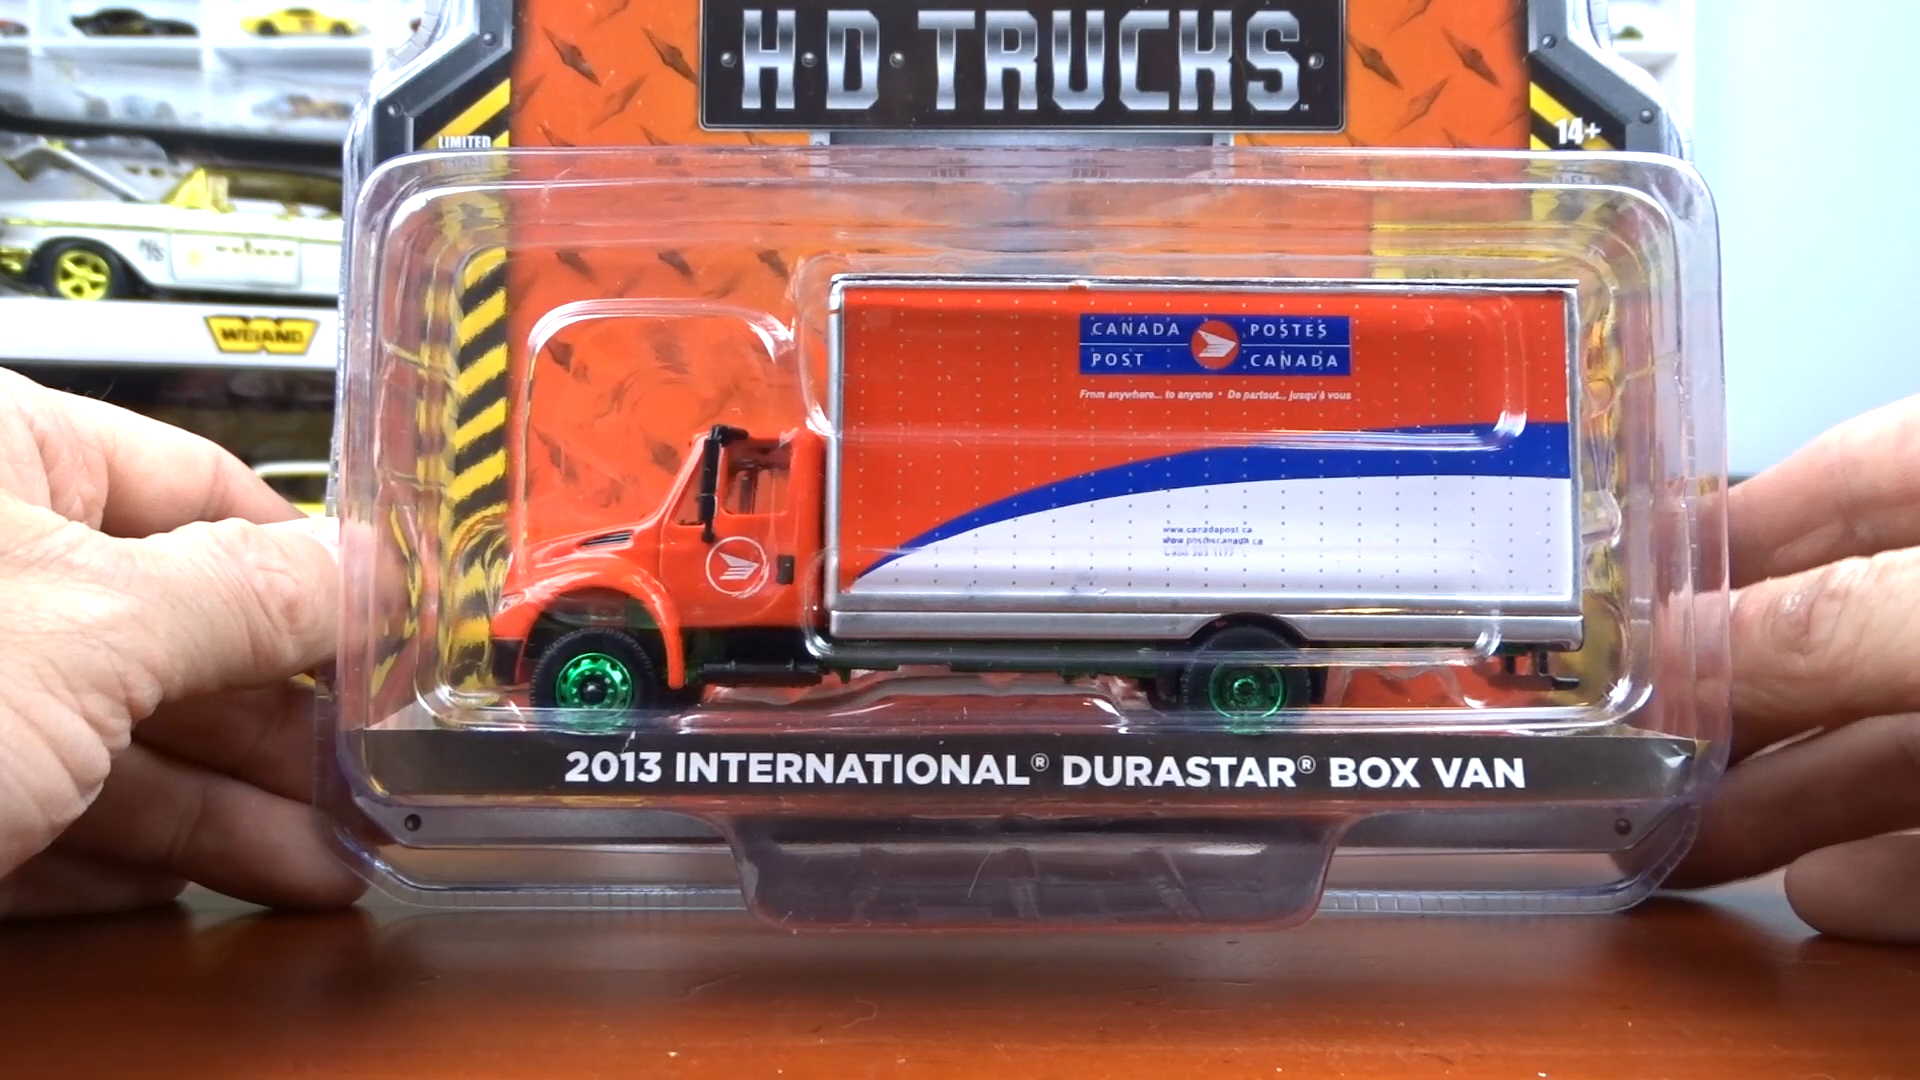 H·D·TRUCKS™
LIMITED
14+
CANADA POSTES
POST CANADA
From anywhere... to anyone • De partout... jusqu'à vous
www.canadapost.ca
www.postescanada.ca
WEIAND
2013 INTERNATIONAL® DURASTAR® BOX VAN